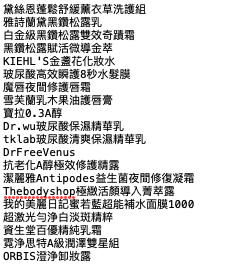 黛絲恩蓬鬆舒緩薰衣草洗護組
雅詩蘭黛黑鑽松露乳
白金級黑鑽松露雙效奇蹟霜
黑鑽松露賦活微導金萃
KIEHL'S金盞花化妝水
玻尿酸高效瞬護8秒水髮膜
魔唇夜間修護唇霜
雪芙蘭乳木果油護唇膏
寶拉0.3A醇
Dr.wu玻尿酸保濕精華乳
tklab玻尿酸清爽保濕精華乳
DrFreeVenus
抗老化A醇極效修護精露
潔麗雅Antipodes益生菌夜間修復凝霜
Thebodyshop極緻活顏導入菁萃露
我的美麗日記蜜若藍超能補水面膜1000
超激光勻淨白淡斑精粹
資生堂百優精純乳霜
霓淨思特A級潤澤雙星組
ORBIS澄淨卸妝露